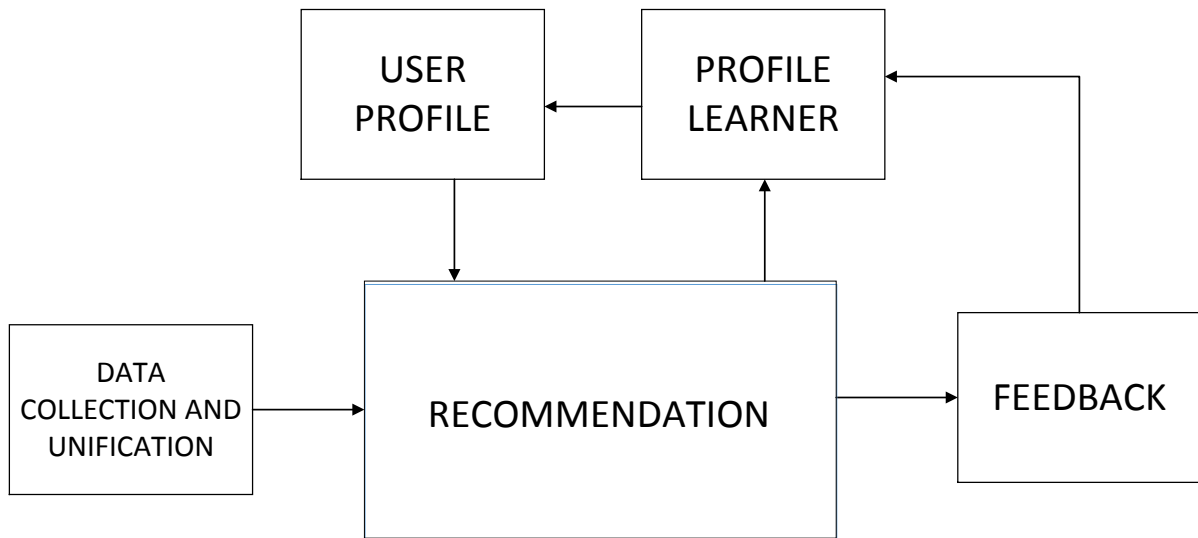 USER
PROFILE
PROFILE
LEARNER
DATA
COLLECTION AND
UNIFICATION
RECOMMENDATION
FEEDBACK